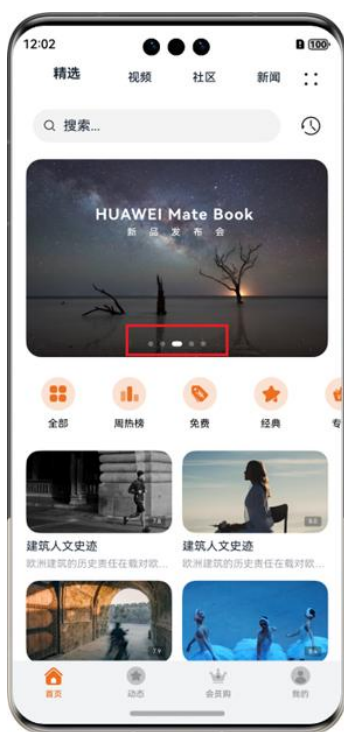 12:02
100
精选 视频 社区 新闻
搜索...
HUAWEI Mate Book
新品发布会
全部 周热榜 免费 经典 专
7.8
建筑人文史迹 建筑人文史迹
欧洲建筑的历史责任在载对欧... 欧洲建筑的历史责任在载对欧...
7.9
首页 动态 会员购 我的